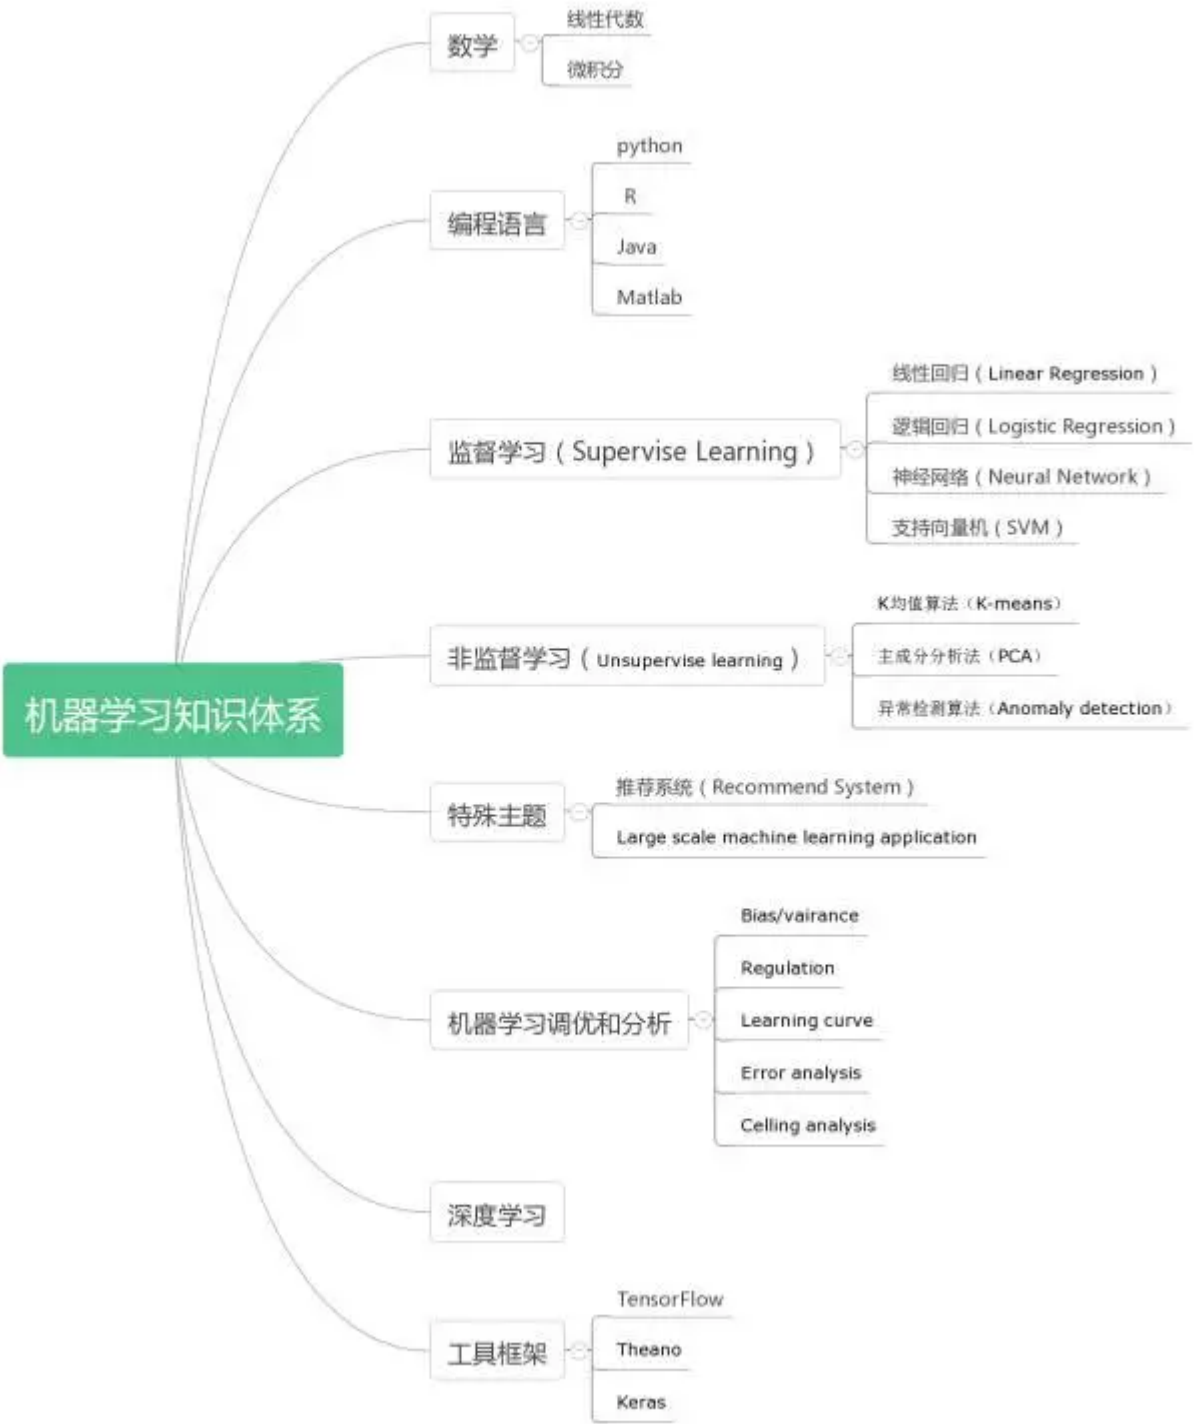 数学
线性代数
微积分
编程语言
python
R
Java
Matlab
监督学习（Supervise Learning）
线性回归（Linear Regression）
逻辑回归（Logistic Regression）
神经网络（Neural Network）
支持向量机（SVM）
非监督学习（Unsupervise learning）
K均值算法（K-means）
主成分分析法（PCA）
异常检测算法（Anomaly detection）
机器学习知识体系
特殊主题
推荐系统（Recommend System）
Large scale machine learning application
机器学习调优和分析
Bias/vairance
Regulation
Learning curve
Error analysis
Celling analysis
深度学习
工具框架
TensorFlow
Theano
Keras